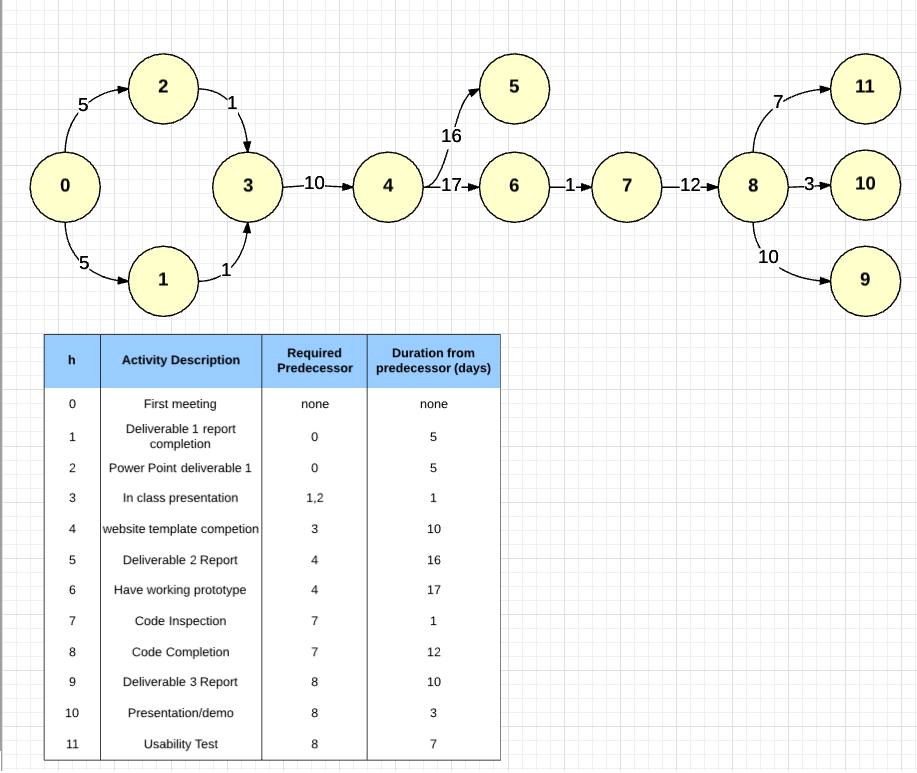 2
5
11
5
1
7
16
0
3
10
4
17
6
1
7
12
8
3
10
5
1
1
10
9
h Activity Description Required Predecessor Duration from predecessor (days)
0 First meeting none none
1 Deliverable 1 report completion 0 5
2 Power Point deliverable 1 0 5
3 In class presentation 1,2 1
4 website template competion 3 10
5 Deliverable 2 Report 4 16
6 Have working prototype 4 17
7 Code Inspection 7 1
8 Code Completion 7 12
9 Deliverable 3 Report 8 10
10 Presentation/demo 8 3
11 Usability Test 8 7